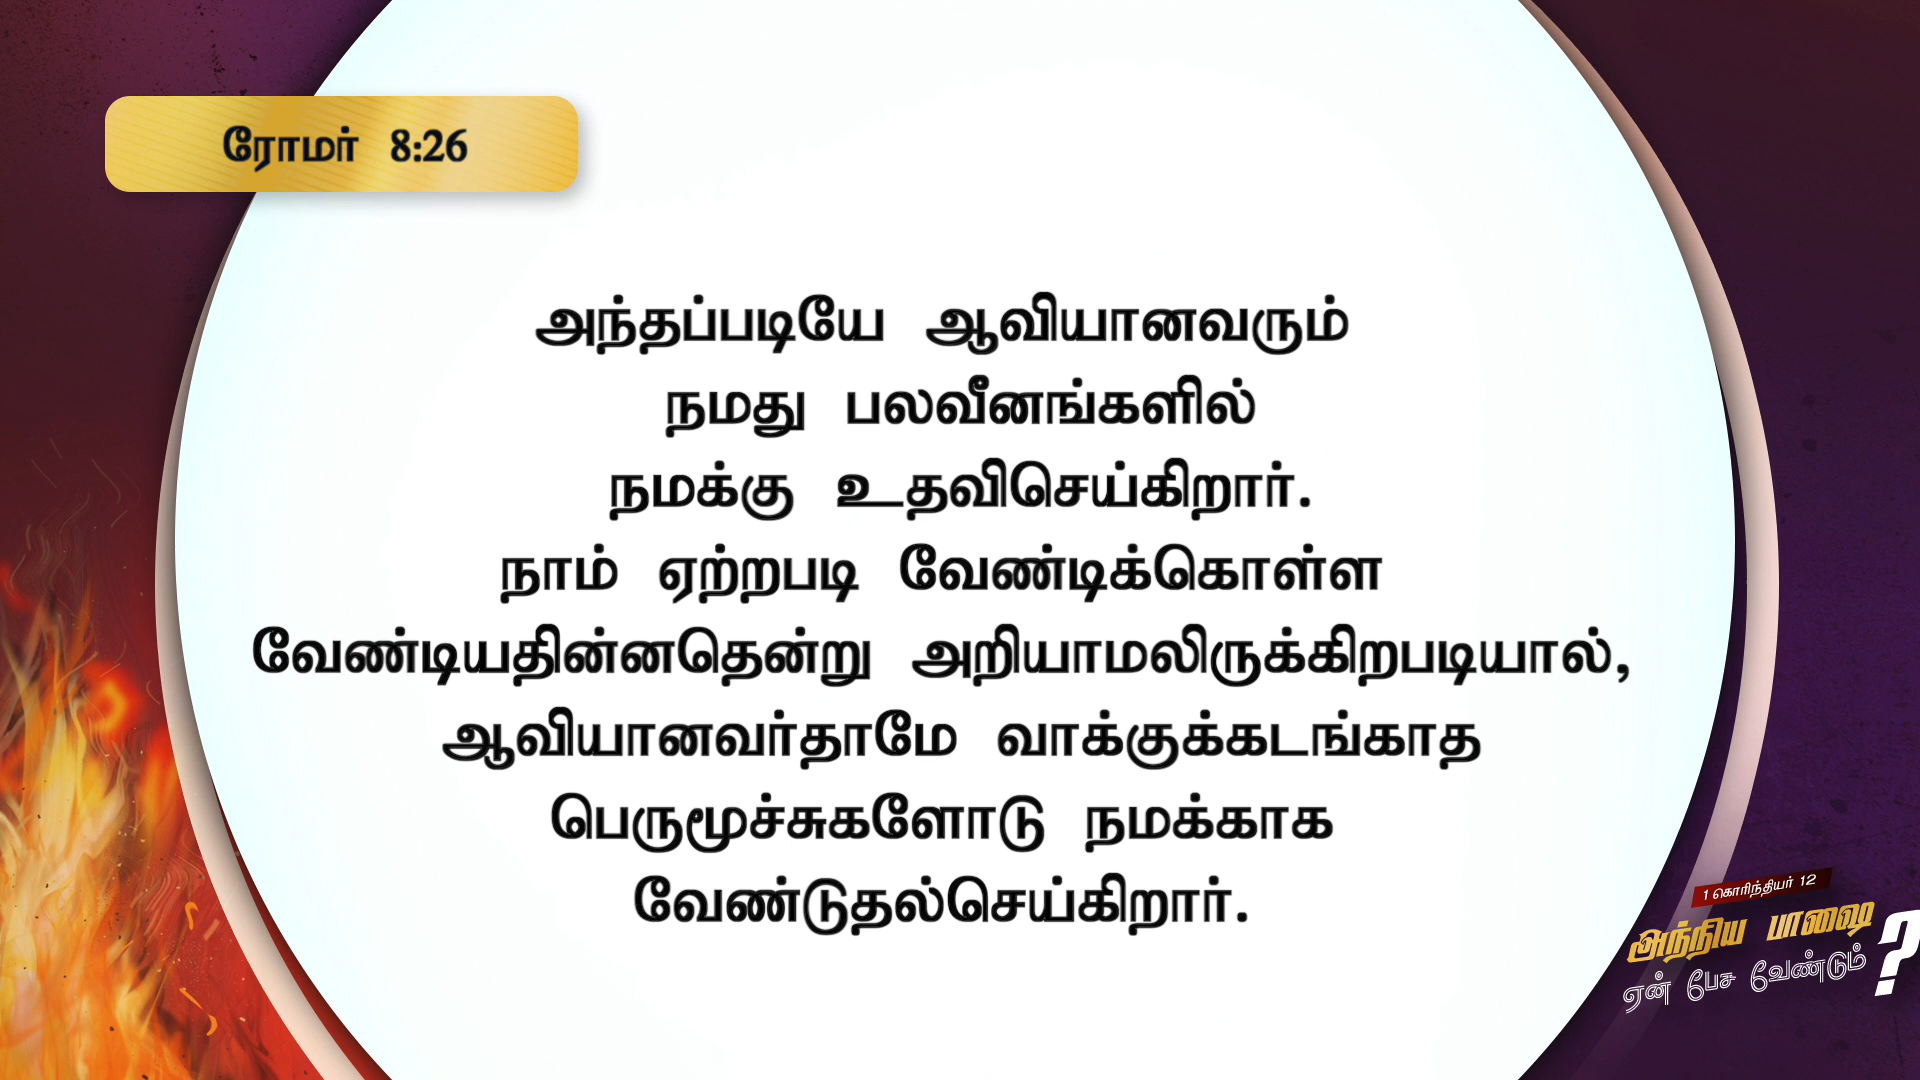 ரோமர் 8:26
அந்தப்படியே ஆவியானவரும்
நமது பலவீனங்களில்
நமக்கு உதவிசெய்கிறார்.
நாம் ஏற்றபடி வேண்டிக்கொள்ள
வேண்டியதின்னதென்று அறியாமலிருக்கிறபடியால்,
ஆவியானவர்தாமே வாக்குக்கடங்காத
பெருமூச்சுகளோடு நமக்காக
வேண்டுதல்செய்கிறார்.
1 கொரிந்தியர் 12
அந்நிய பாஷை
ஏன் பேச வேண்டும்?